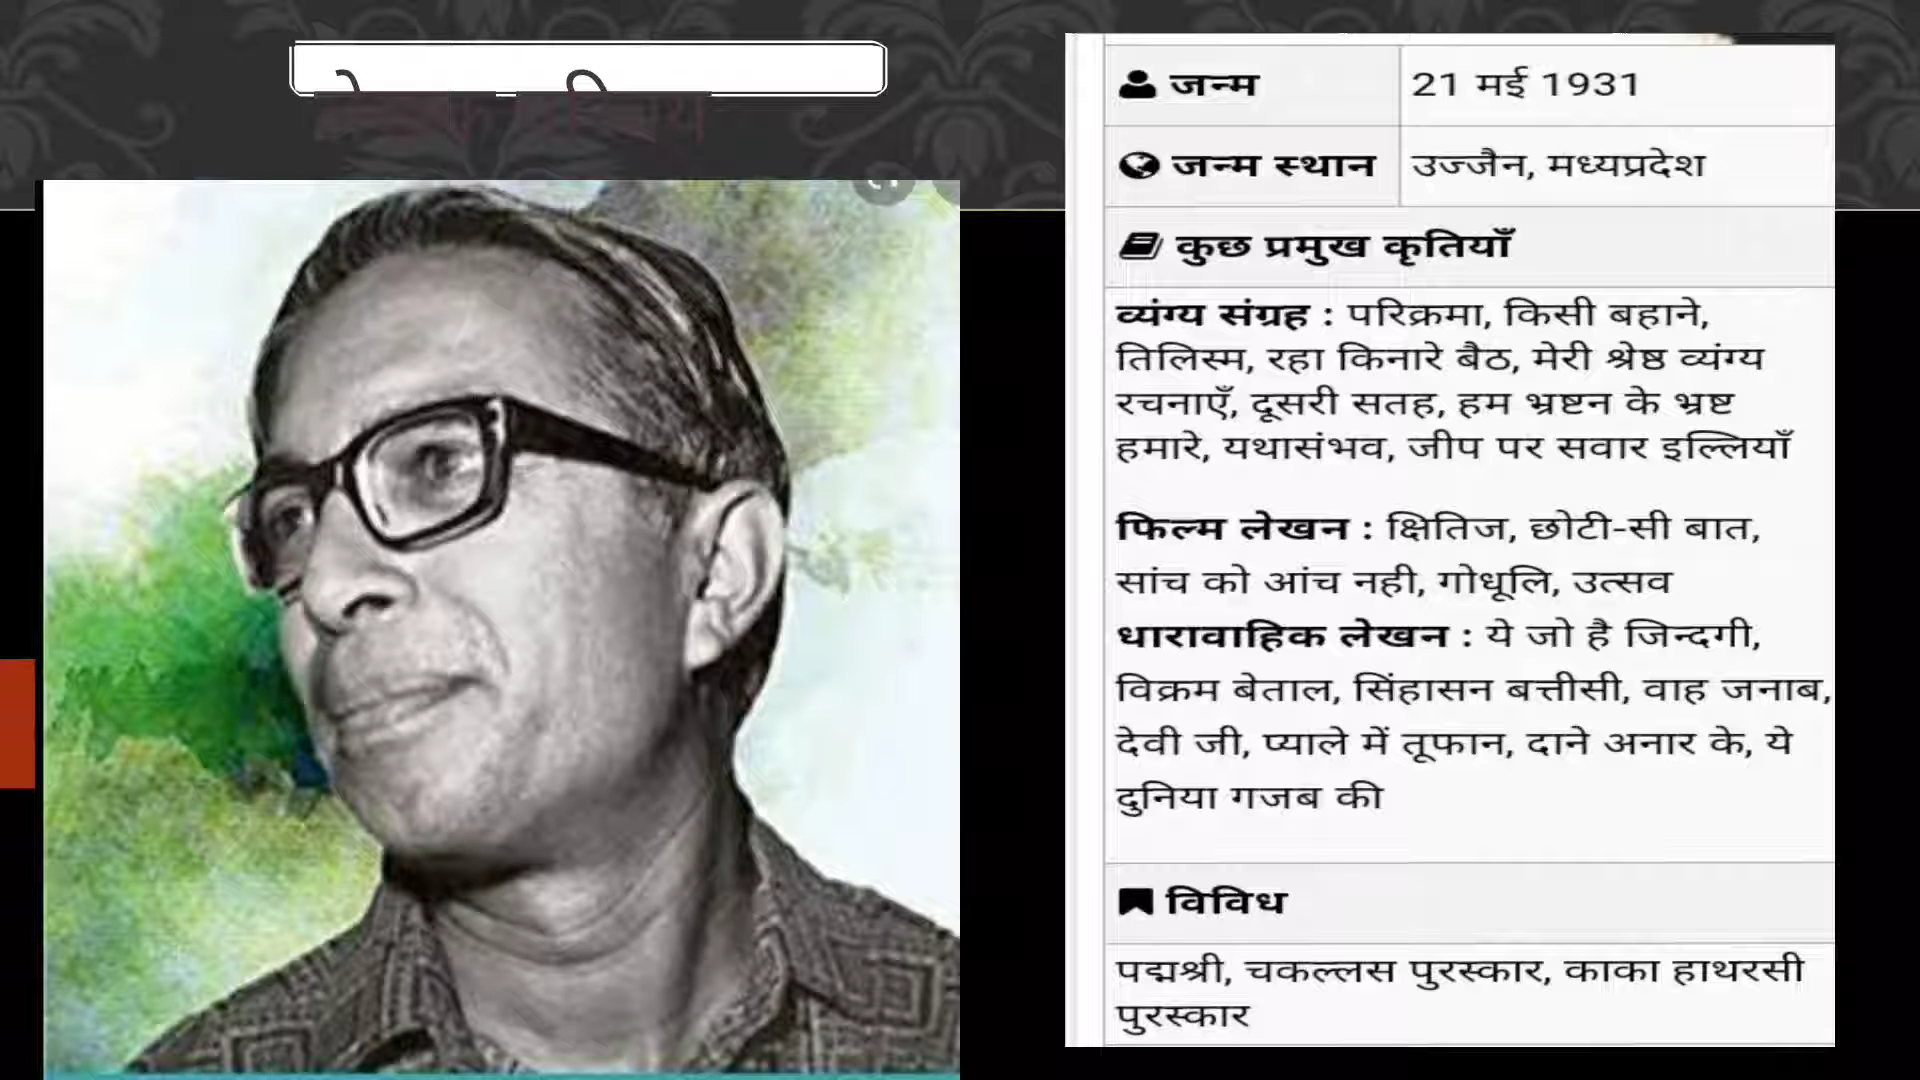 जन्म
21 मई 1931
जन्म स्थान
उज्जैन, मध्यप्रदेश
कुछ प्रमुख कृतियाँ
व्यंग्य संग्रह : परिक्रमा, किसी बहाने,
तिलिस्म, रहा किनारे बैठ, मेरी श्रेष्ठ व्यंग्य
रचनाएँ, दूसरी सतह, हम भ्रष्टन के भ्रष्ट
हमारे, यथासंभव, जीप पर सवार इल्लियाँ
फिल्म लेखन : क्षितिज, छोटी-सी बात,
सांच को आंच नही, गोधूलि, उत्सव
धारावाहिक लेखन : ये जो है जिन्दगी,
विक्रम बेताल, सिंहासन बत्तीसी, वाह जनाब,
देवी जी, प्याले में तूफान, दाने अनार के, ये
दुनिया गजब की
विविध
पद्मश्री, चकल्लस पुरस्कार, काका हाथरसी
पुरस्कार